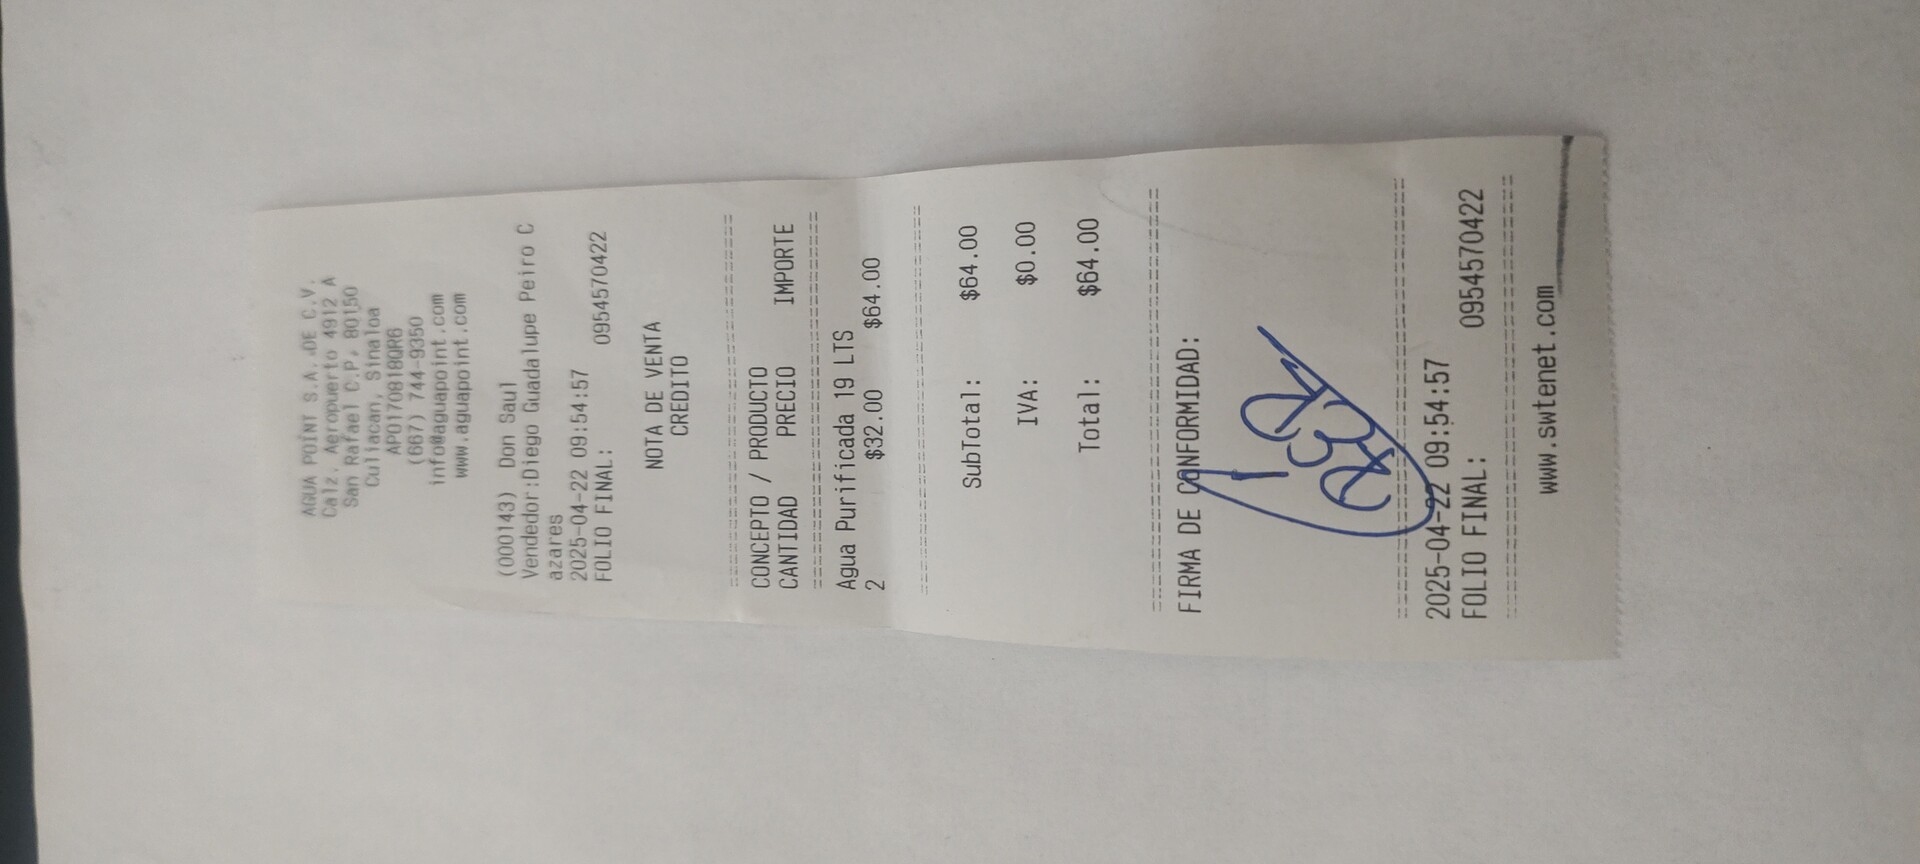 AGUA POINT S.A. DE C.V.
Calz. Aeropuerto 4912 A
San Rafael C.P. 80150
Culiacan, Sinaloa
APO170818QR6
(667) 744-9350
info@aguapoint.com
www.aguapoint.com
(000143) Don Saul
Vendedor:Diego Guadalupe Peiro C
azares
2025-04-22 09:54:57
FOLIO FINAL: 0954570422
NOTA DE VENTA
CREDITO
CONCEPTO / PRODUCTO
CANTIDAD PRECIO IMPORTE
Agua Purificada 19 LTS
2 $32.00 $64.00
SubTotal: $64.00
IVA: $0.00
Total: $64.00
FIRMA DE CONFORMIDAD:
2025-04-22 09:54:57
FOLIO FINAL: 0954570422
www.swtenet.com